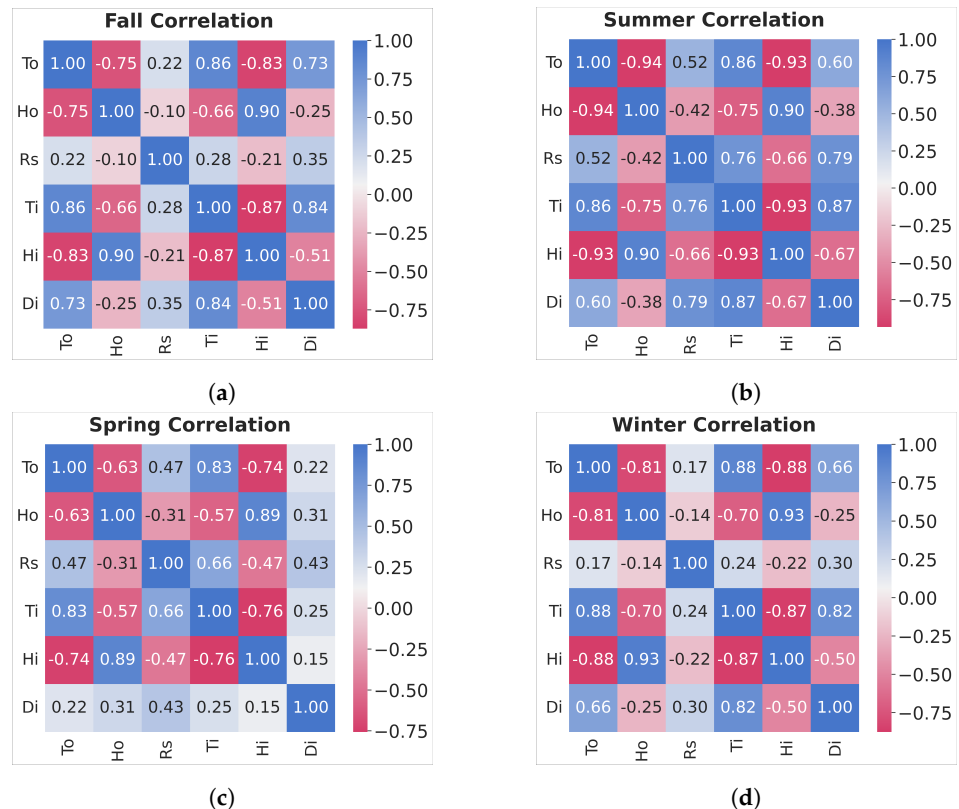 Fall Correlation
To 1.00 -0.75 0.22 0.86 -0.83 0.73
Ho -0.75 1.00 -0.10 -0.66 0.90 -0.25
Rs 0.22 -0.10 1.00 0.28 -0.21 0.35
Ti 0.86 -0.66 0.28 1.00 -0.87 0.84
Hi -0.83 0.90 -0.21 -0.87 1.00 -0.51
Di 0.73 -0.25 0.35 0.84 -0.51 1.00
To Ho Rs Ti Hi Di
1.00
0.75
0.50
0.25
0.00
−0.25
−0.50
−0.75
(a)
Summer Correlation
To 1.00 -0.94 0.52 0.86 -0.93 0.60
Ho -0.94 1.00 -0.42 -0.75 0.90 -0.38
Rs 0.52 -0.42 1.00 0.76 -0.66 0.79
Ti 0.86 -0.75 0.76 1.00 -0.93 0.87
Hi -0.93 0.90 -0.66 -0.93 1.00 -0.67
Di 0.60 -0.38 0.79 0.87 -0.67 1.00
To Ho Rs Ti Hi Di
1.00
0.75
0.50
0.25
0.00
−0.25
−0.50
−0.75
(b)
Spring Correlation
To 1.00 -0.63 0.47 0.83 -0.74 0.22
Ho -0.63 1.00 -0.31 -0.57 0.89 0.31
Rs 0.47 -0.31 1.00 0.66 -0.47 0.43
Ti 0.83 -0.57 0.66 1.00 -0.76 0.25
Hi -0.74 0.89 -0.47 -0.76 1.00 0.15
Di 0.22 0.31 0.43 0.25 0.15 1.00
To Ho Rs Ti Hi Di
1.00
0.75
0.50
0.25
0.00
−0.25
−0.50
−0.75
(c)
Winter Correlation
To 1.00 -0.81 0.17 0.88 -0.88 0.66
Ho -0.81 1.00 -0.14 -0.70 0.93 -0.25
Rs 0.17 -0.14 1.00 0.24 -0.22 0.30
Ti 0.88 -0.70 0.24 1.00 -0.87 0.82
Hi -0.88 0.93 -0.22 -0.87 1.00 -0.50
Di 0.66 -0.25 0.30 0.82 -0.50 1.00
To Ho Rs Ti Hi Di
1.00
0.75
0.50
0.25
0.00
−0.25
−0.50
−0.75
(d)